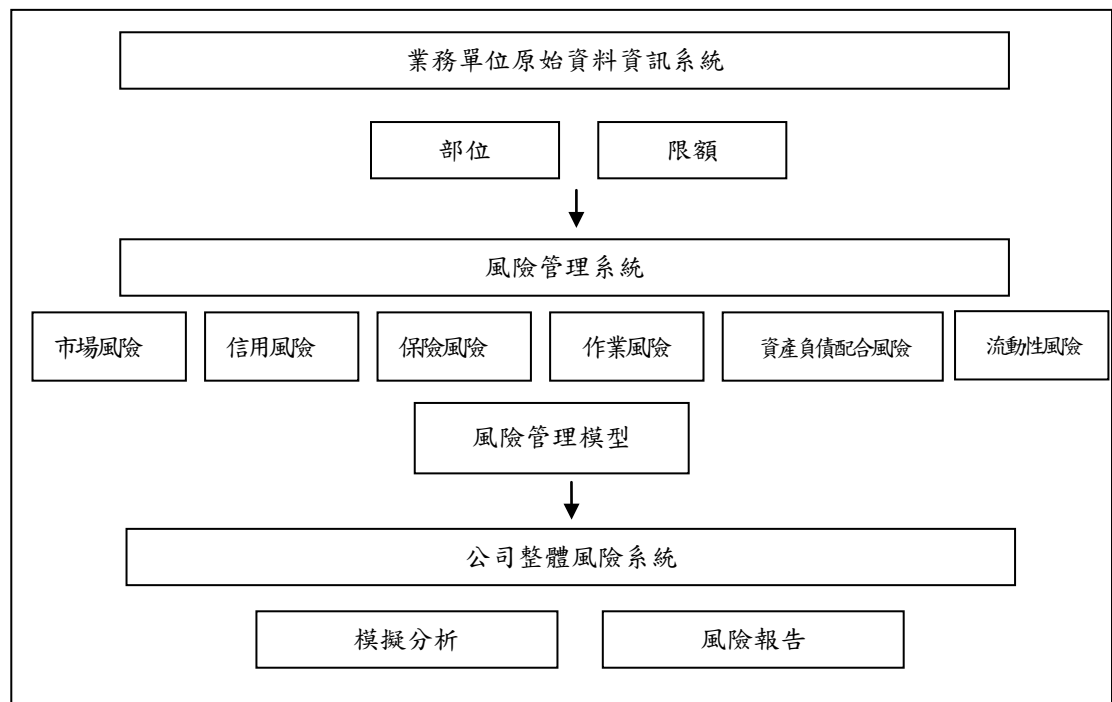 業務單位原始資料資訊系統
部位
限額
風險管理系統
市場風險
信用風險
保險風險
作業風險
資產負債配合風險
流動性風險
風險管理模型
公司整體風險系統
模擬分析
風險報告